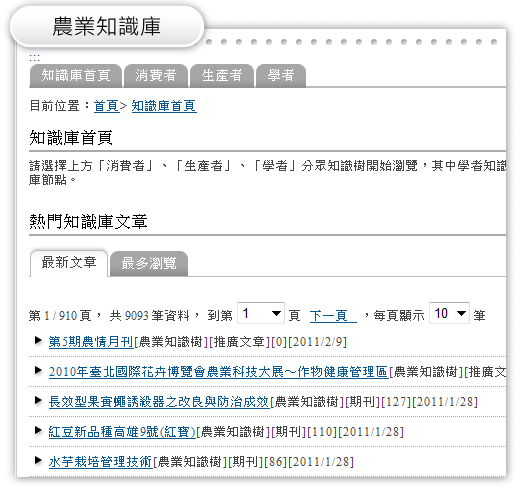 農業知識庫
:::
知識庫首頁 消費者 生產者 學者
目前位置：首頁> 知識庫首頁
知識庫首頁
請選擇上方「消費者」、「生產者」、「學者」分眾知識樹開始瀏覽，其中學者知識
庫節點。
熱門知識庫文章
最新文章 最多瀏覽
第 1 / 910 頁， 共 9093 筆資料， 到第 1 頁 下一頁 ，每頁顯示 10 筆
第5期農情月刊[農業知識樹][推廣文章][0][2011/2/9]
2010年臺北國際花卉博覽會農業科技大展～作物健康管理區[農業知識樹][推廣文
長效型果實蠅誘殺器之改良與防治成效[農業知識樹][期刊][127][2011/1/28]
紅豆新品種高雄9號(紅寶)[農業知識樹][期刊][110][2011/1/28]
水芋栽培管理技術[農業知識樹][期刊][86][2011/1/28]